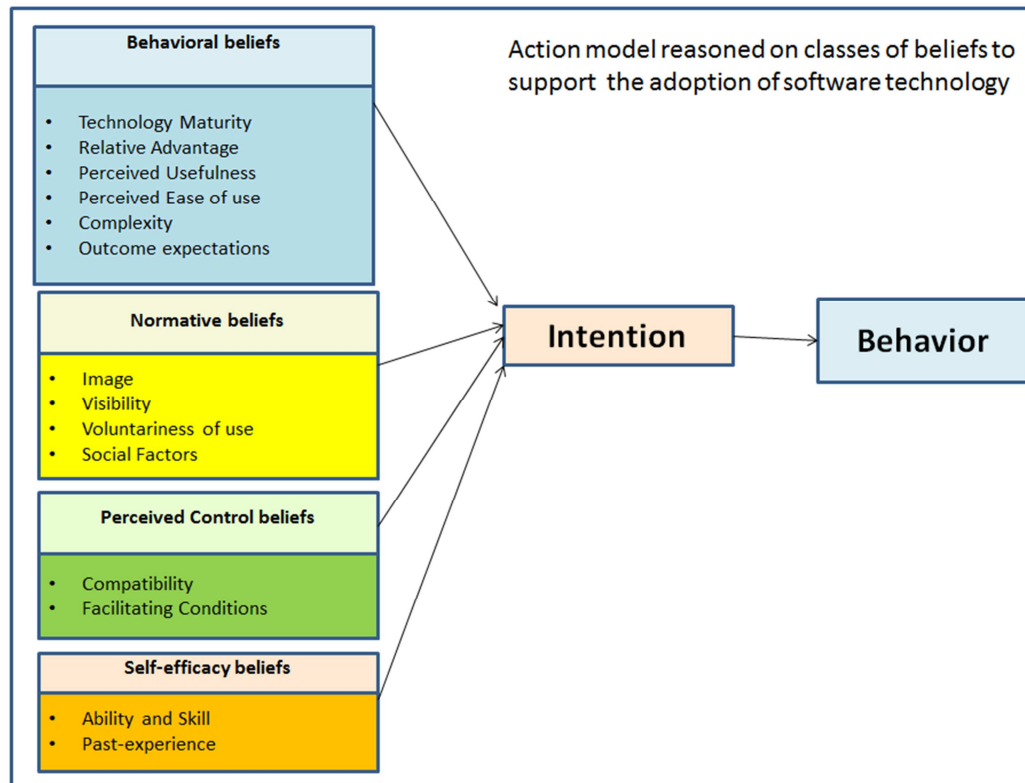 Behavioral beliefs
Action model reasoned on classes of beliefs to
support the adoption of software technology
• Technology Maturity
• Relative Advantage
• Perceived Usefulness
• Perceived Ease of use
• Complexity
• Outcome expectations
Normative beliefs
• Image
• Visibility
• Voluntariness of use
• Social Factors
Perceived Control beliefs
• Compatibility
• Facilitating Conditions
Self-efficacy beliefs
• Ability and Skill
• Past-experience
Intention
Behavior